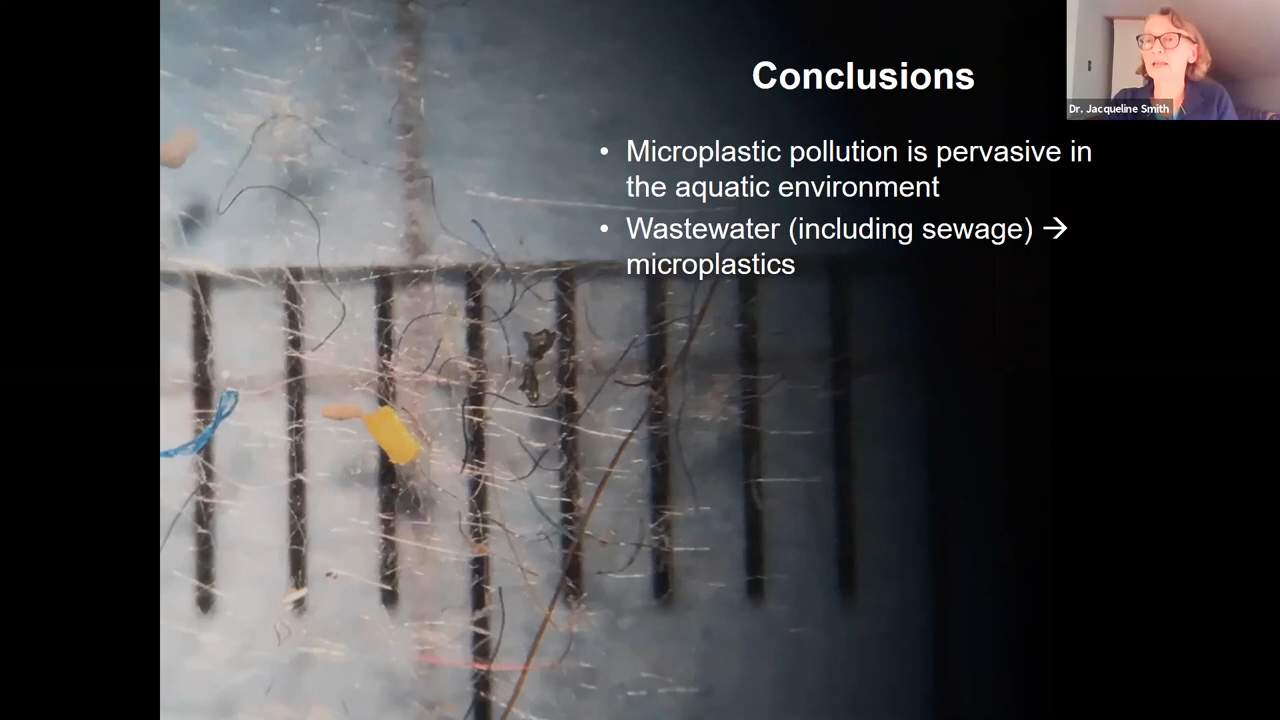 Conclusions
Dr. Jacqueline Smith
• Microplastic pollution is pervasive in
the aquatic environment
• Wastewater (including sewage) →
microplastics